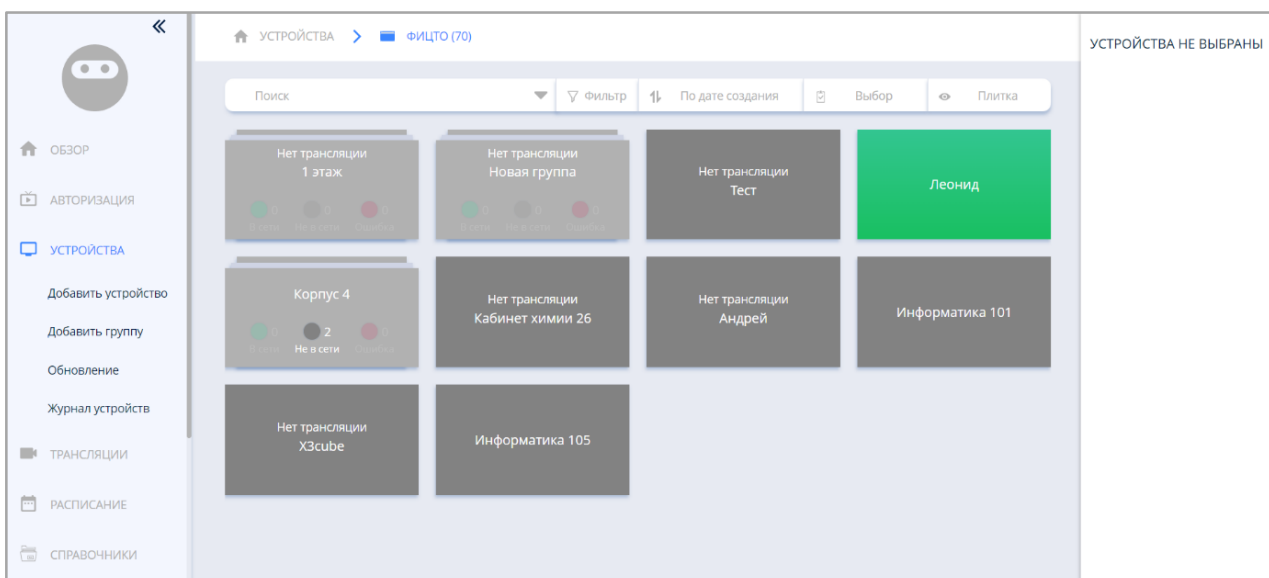 УСТРОЙСТВА
ФИЦТО (70)
УСТРОЙСТВА НЕ ВЫБРАНЫ
Поиск
Фильтр
По дате создания
Выбор
Плитка
ОБЗОР
АВТОРИЗАЦИЯ
УСТРОЙСТВА
Добавить устройство
Добавить группу
Обновление
Журнал устройств
ТРАНСЛЯЦИИ
РАСПИСАНИЕ
СПРАВОЧНИКИ
Нет трансляции
1 этаж
0 0 0
В сети Не в сети Ошибка
Нет трансляции
Новая группа
0 0 0
В сети Не в сети Ошибка
Нет трансляции
Тест
Леонид
Корпус 4
0 2 0
В сети Не в сети Ошибка
Нет трансляции
Кабинет химии 26
Нет трансляции
Андрей
Информатика 101
Нет трансляции
X3cube
Информатика 105